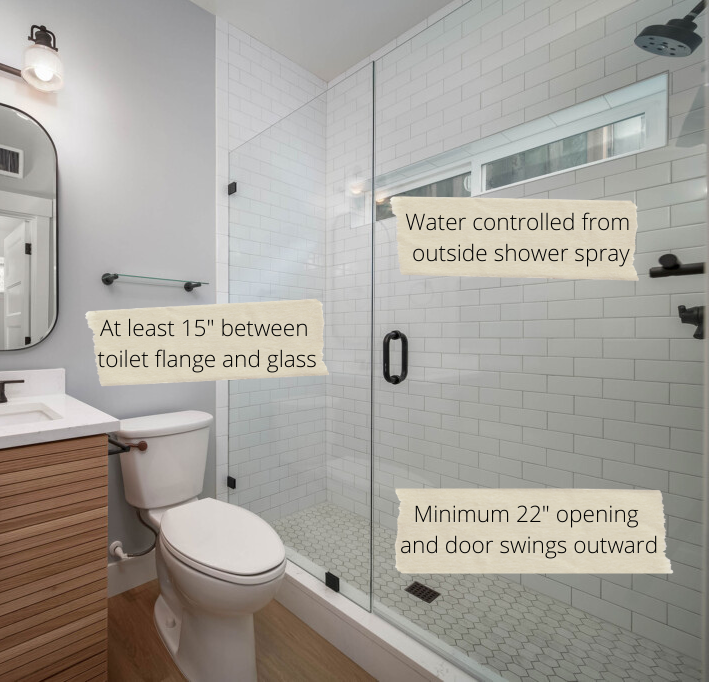 Water controlled from
outside shower spray
At least 15" between
toilet flange and glass
Minimum 22" opening
and door swings outward